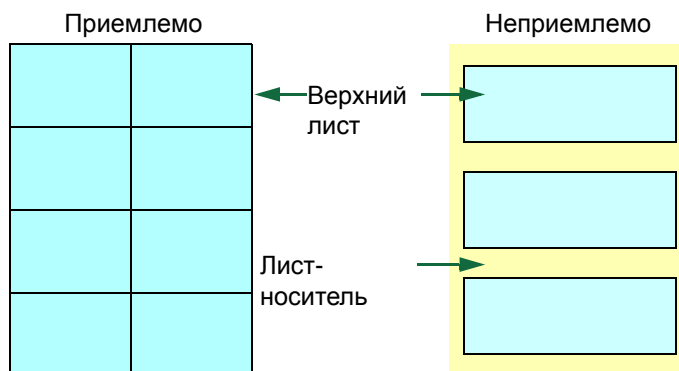 Приемлемо
Неприемлемо
Верхний
лист
Лист-
носитель